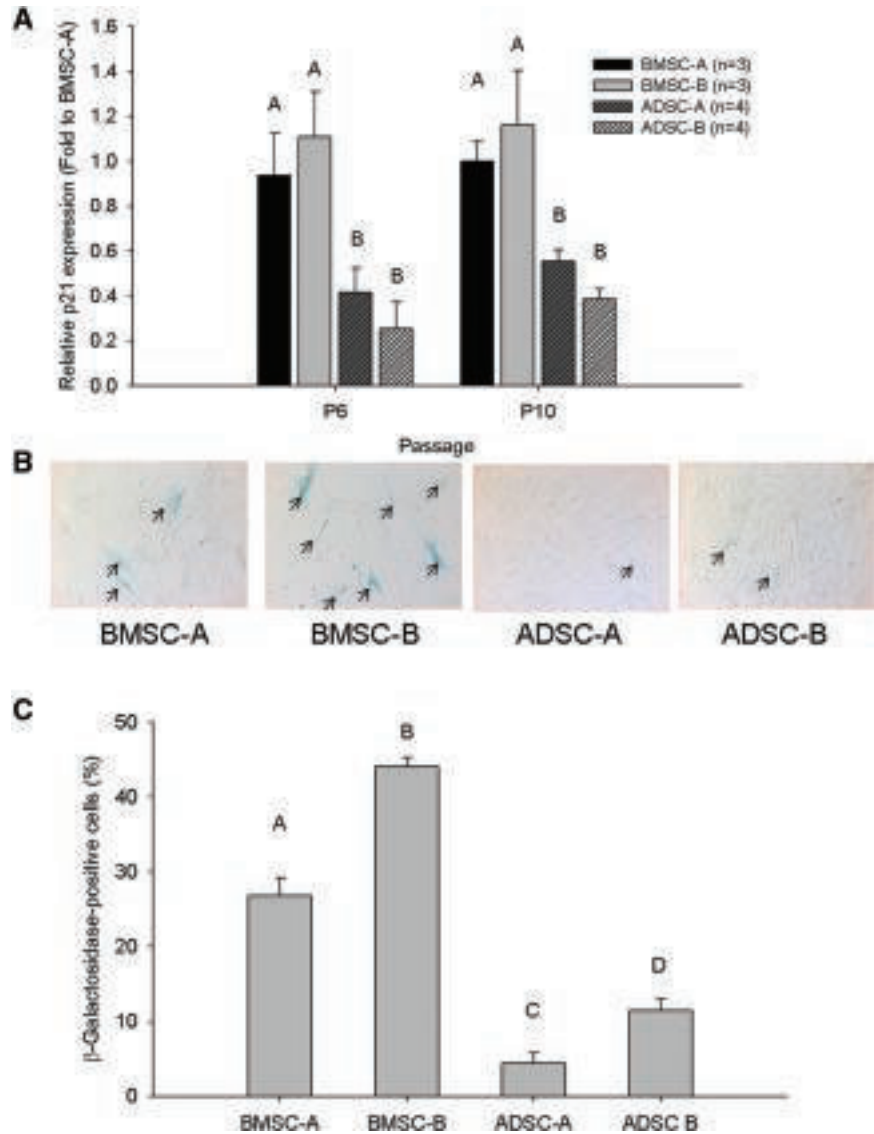 A
Relative p21 expression (Fold to BMSC-A)
1.6
1.4
1.2
1.0
0.8
0.6
0.4
0.2
0.0
A
A
B
B
A
A
B
B
BMSC-A (n=3)
BMSC-B (n=3)
ADSC-A (n=4)
ADSC-B (n=4)
P6
P10
Passage
B
BMSC-A
BMSC-B
ADSC-A
ADSC-B
C
β-Galactosidase-positive cells (%)
50
40
30
20
10
0
A
B
C
D
BMSC-A
BMSC-B
ADSC-A
ADSC B